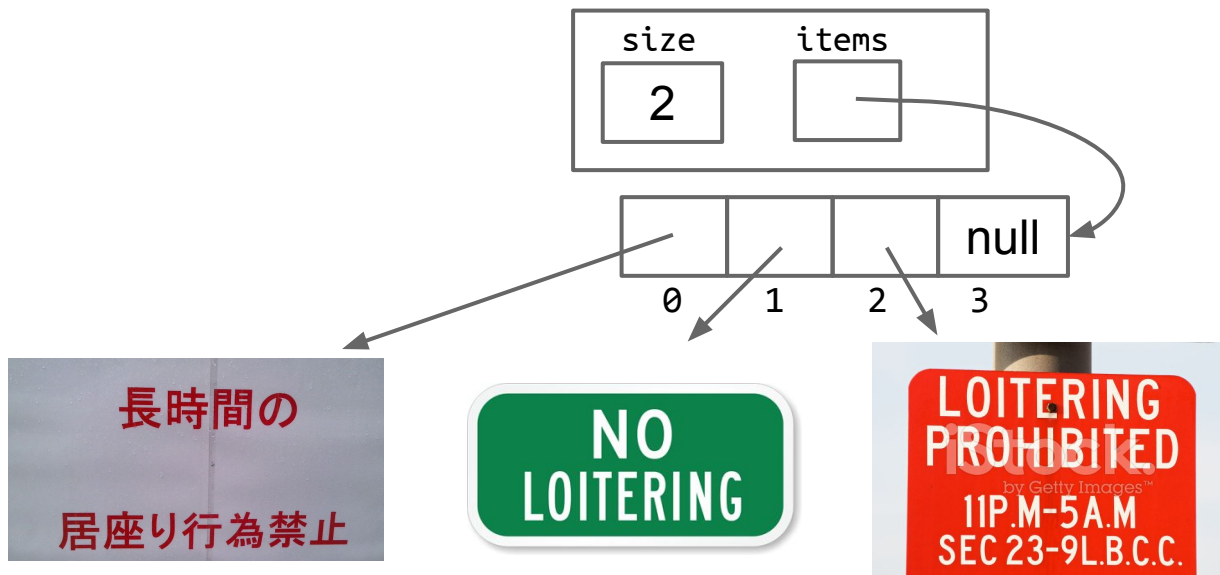 size items
2
null
0 1 2 3
長時間の
居座り行為禁止
NO
LOITERING
LOITERING
PROHIBITED
iStock.
by Getty Images™
11P.M-5A.M
SEC 23-9L.B.C.C.